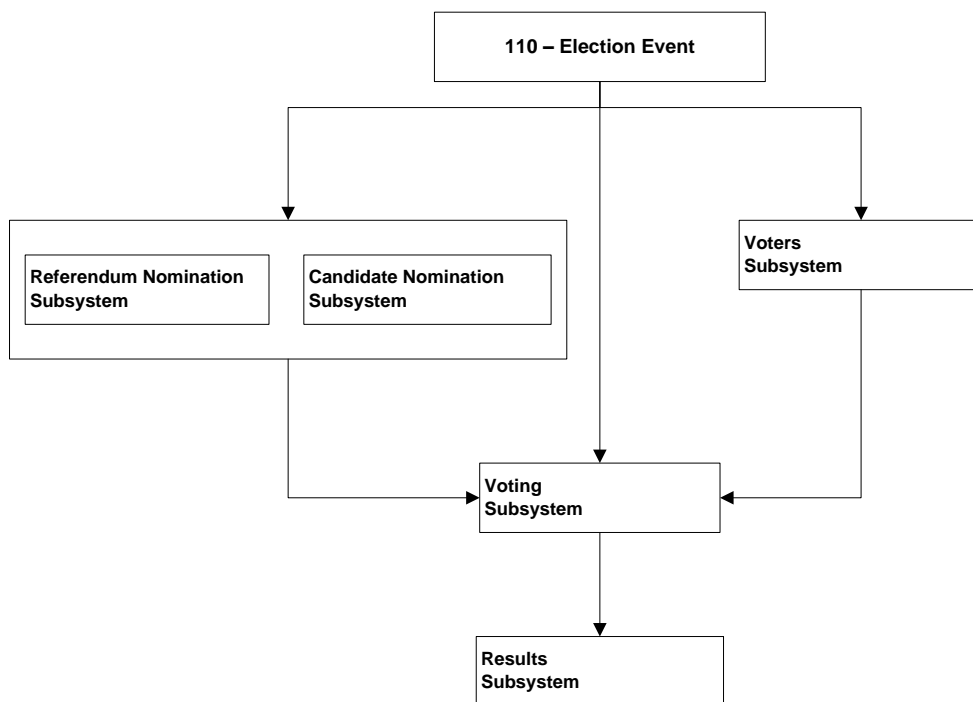 110 – Election Event
Referendum Nomination
Subsystem
Candidate Nomination
Subsystem
Voters
Subsystem
Voting
Subsystem
Results
Subsystem